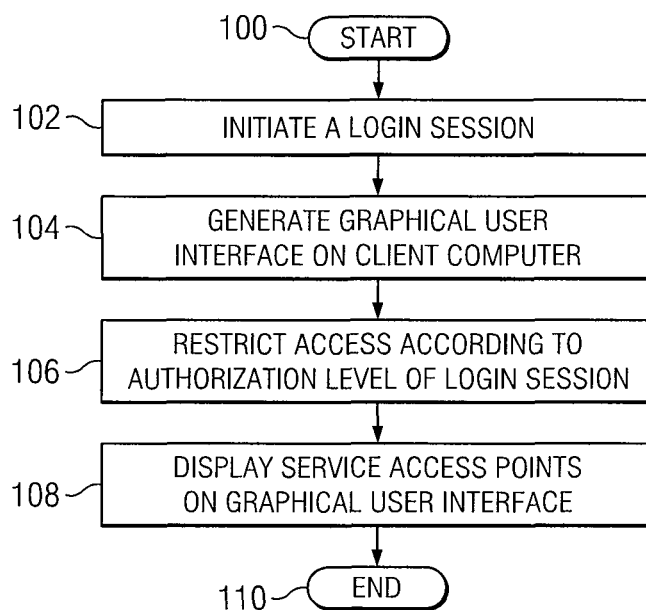 100
START
102
INITIATE A LOGIN SESSION
104
GENERATE GRAPHICAL USER
INTERFACE ON CLIENT COMPUTER
106
RESTRICT ACCESS ACCORDING TO
AUTHORIZATION LEVEL OF LOGIN SESSION
108
DISPLAY SERVICE ACCESS POINTS
ON GRAPHICAL USER INTERFACE
110
END